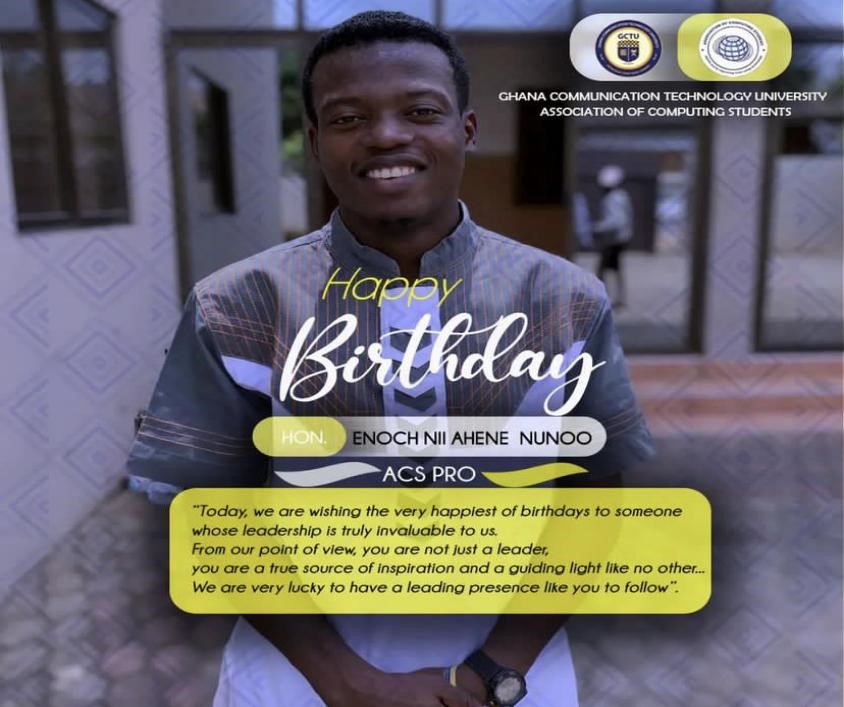 GCTU
GHANA COMMUNICATION TECHNOLOGY UNIVERSITY
ASSOCIATION OF COMPUTING STUDENTS
Happy
Birthday
HON. ENOCH NII AHENE NUNOO
ACS PRO
"Today, we are wishing the very happiest of birthdays to someone
whose leadership is truly invaluable to us.
From our point of view, you are not just a leader,
you are a true source of inspiration and a guiding light like no other...
We are very lucky to have a leading presence like you to follow".